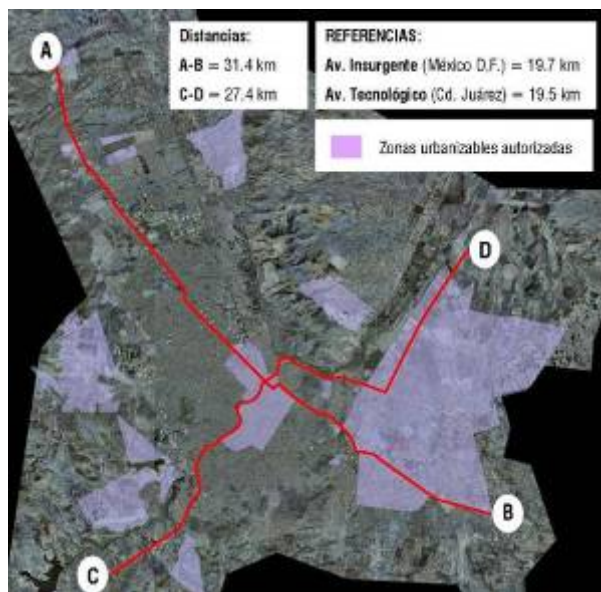 Distancias:
A-B = 31.4 km
C-D = 27.4 km
REFERENCIAS:
Av. Insurgente (México D.F.) = 19.7 km
Av. Tecnológico (Cd. Juárez) = 19.5 km
Zonas urbanizables autorizadas
A
D
B
C